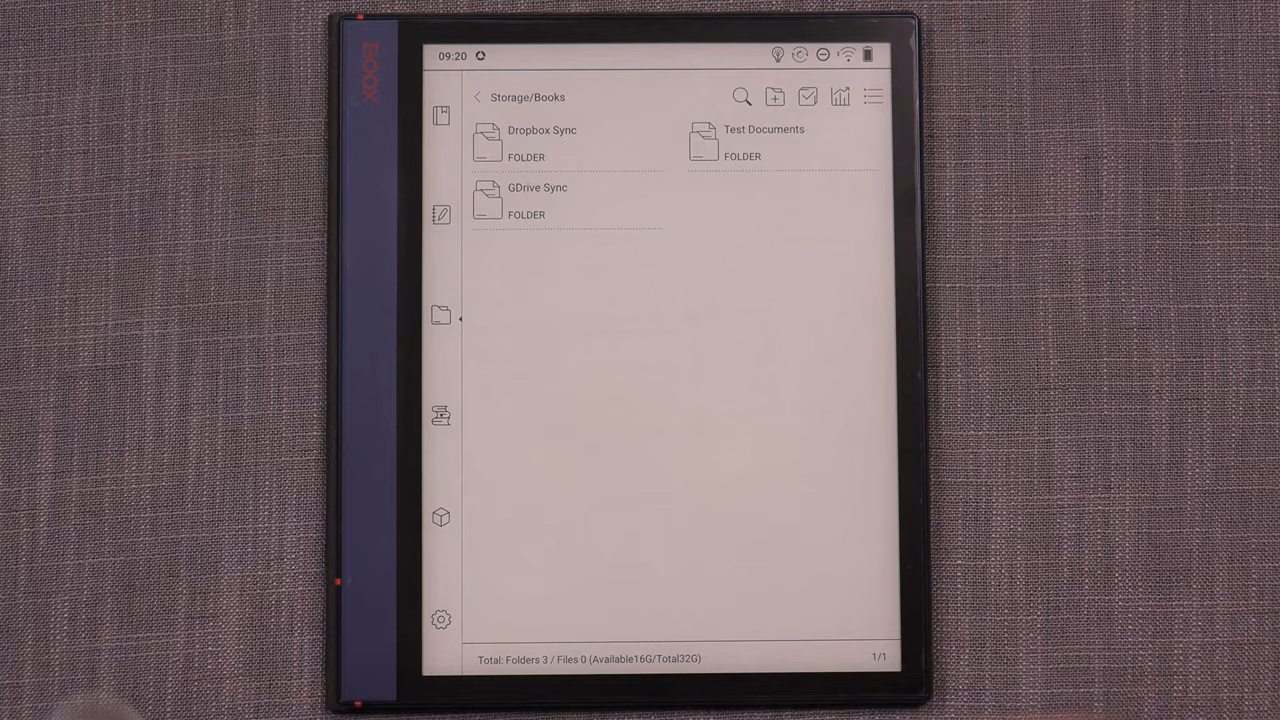 BOOX
09:20
Storage/Books
Dropbox Sync
FOLDER
Test Documents
FOLDER
GDrive Sync
FOLDER
Total: Folders 3 / Files 0 (Available16G/Total32G)
1/1